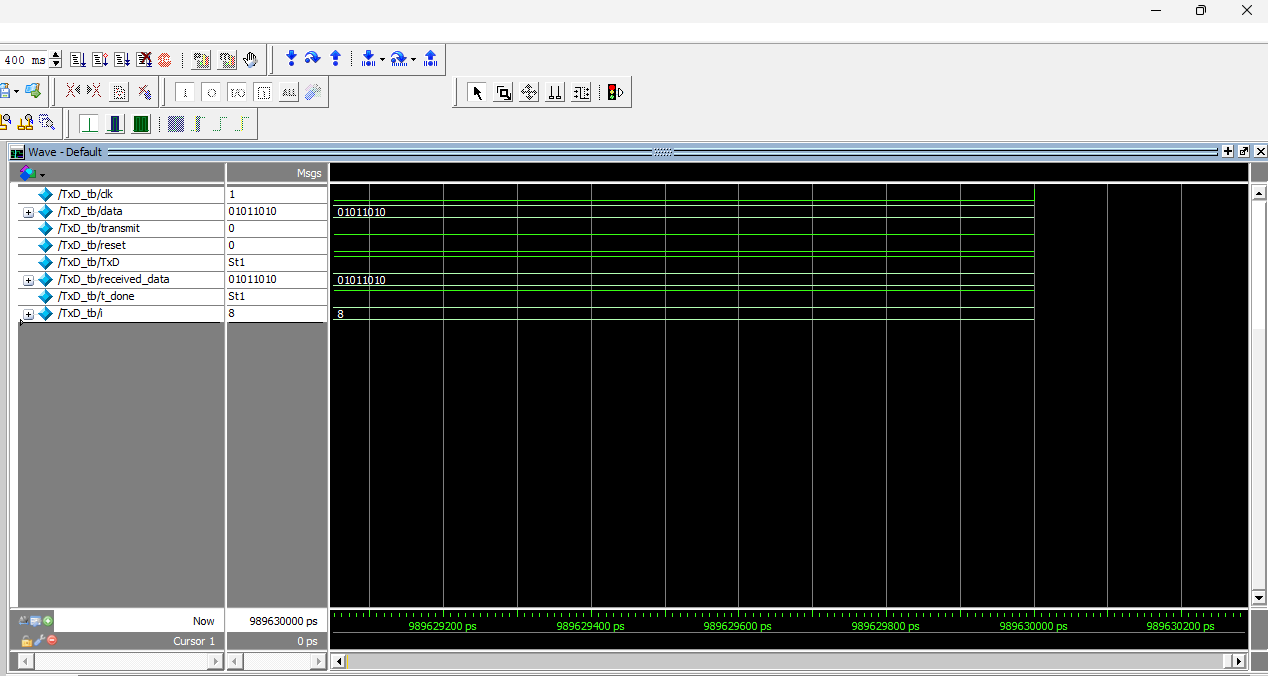 400 ms
I/O
ALL
Wave - Default
Msgs
/TxD_tb/clk 1
/TxD_tb/data 01011010 01011010
/TxD_tb/transmit 0
/TxD_tb/reset 0
/TxD_tb/TxD St1
/TxD_tb/received_data 01011010 01011010
/TxD_tb/t_done St1
/TxD_tb/i 8 8
Now 989630000 ps
989629200 ps 989629400 ps 989629600 ps 989629800 ps 989630000 ps 989630200 ps
Cursor 1 0 ps